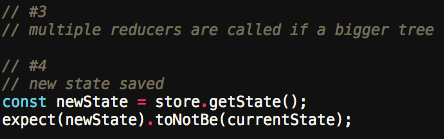 // #3
// multiple reducers are called if a bigger tree
// #4
// new state saved
const newState = store.getState();
expect(newState).toNotBe(currentState);